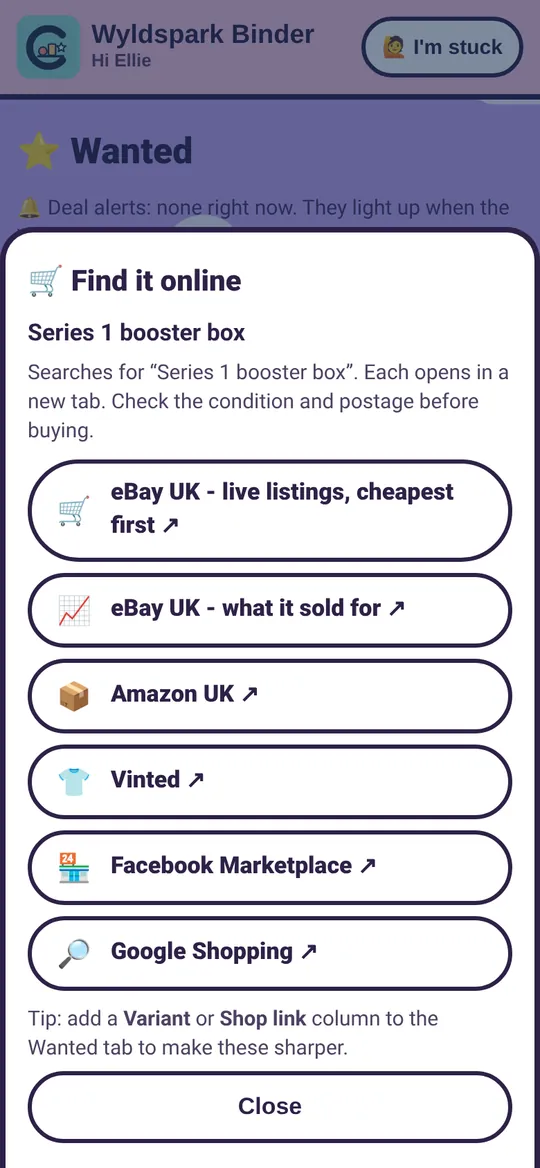 Wyldspark Binder
Hi Ellie
I'm stuck
Wanted
Deal alerts: none right now. They light up when the
Find it online
Series 1 booster box
Searches for “Series 1 booster box”. Each opens in a
new tab. Check the condition and postage before
buying.
eBay UK - live listings, cheapest
first ↗
eBay UK - what it sold for ↗
Amazon UK ↗
Vinted ↗
Facebook Marketplace ↗
Google Shopping ↗
Tip: add a Variant or Shop link column to the
Wanted tab to make these sharper.
Close